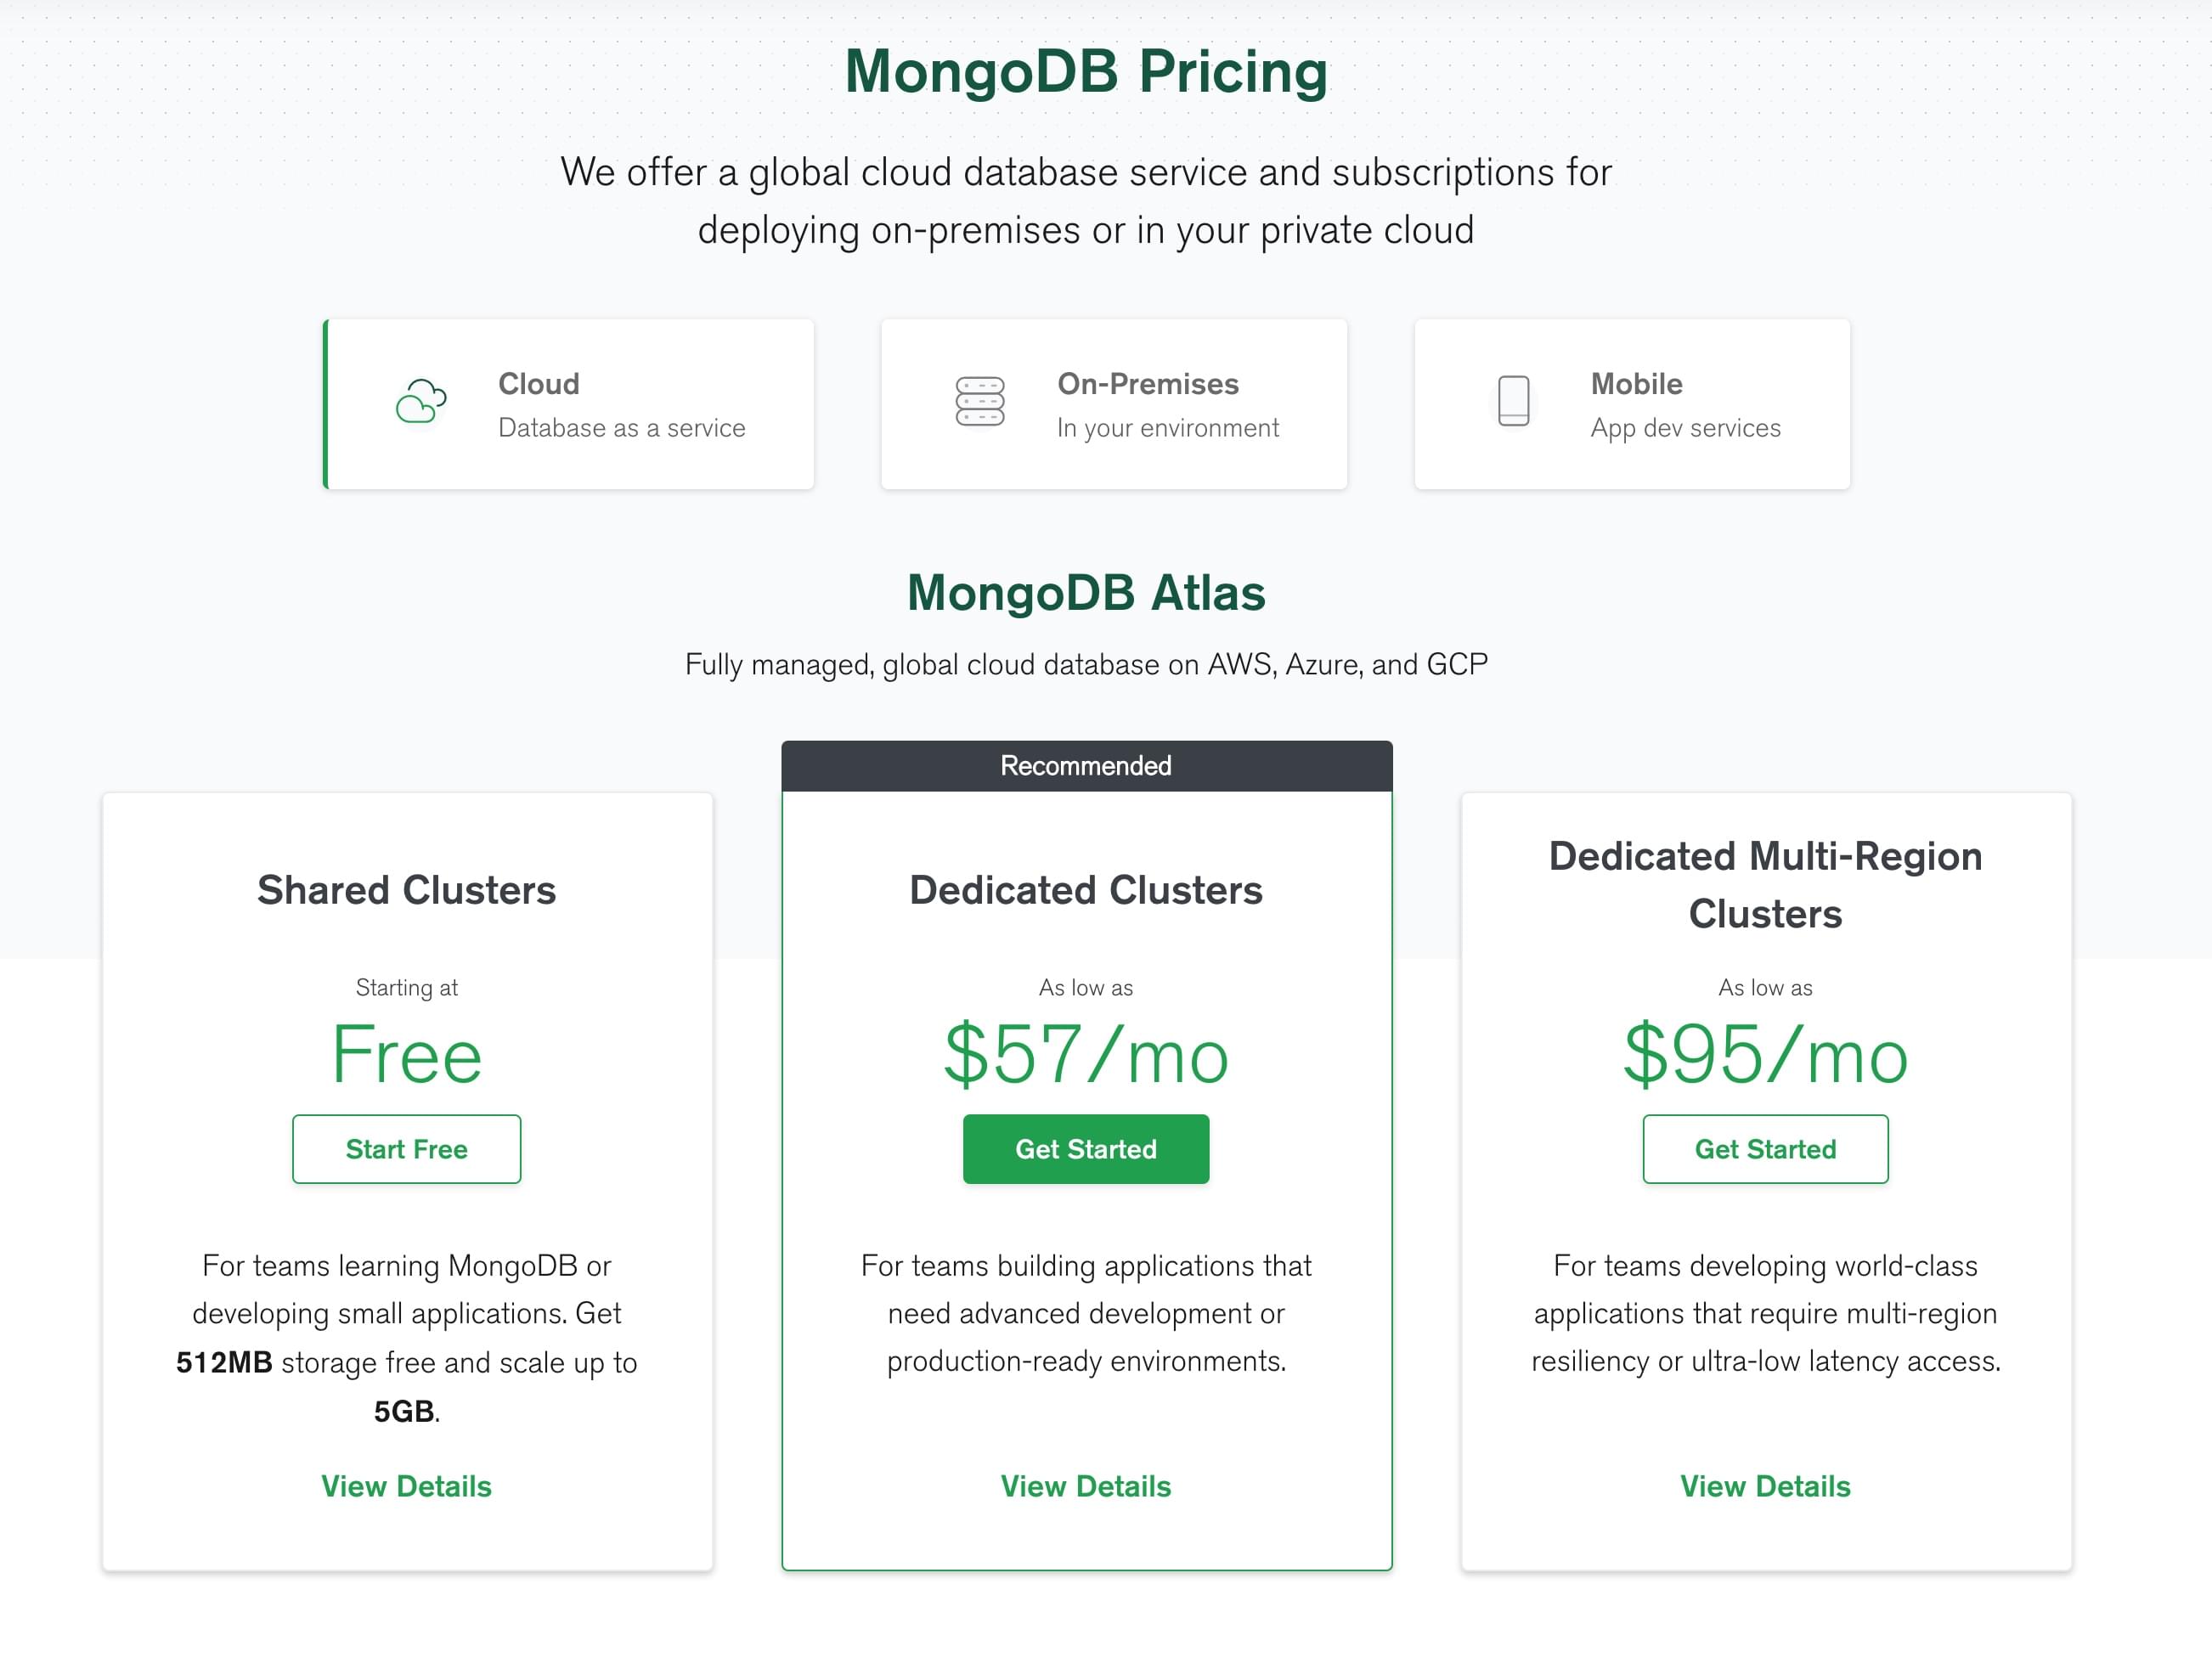 MongoDB Pricing
We offer a global cloud database service and subscriptions for
deploying on-premises or in your private cloud
Cloud
Database as a service
On-Premises
In your environment
Mobile
App dev services
MongoDB Atlas
Fully managed, global cloud database on AWS, Azure, and GCP
Shared Clusters
Starting at
Free
Start Free
For teams learning MongoDB or
developing small applications. Get
512MB storage free and scale up to
5GB.
View Details
Recommended
Dedicated Clusters
As low as
$57/mo
Get Started
For teams building applications that
need advanced development or
production-ready environments.
View Details
Dedicated Multi-Region
Clusters
As low as
$95/mo
Get Started
For teams developing world-class
applications that require multi-region
resiliency or ultra-low latency access.
View Details